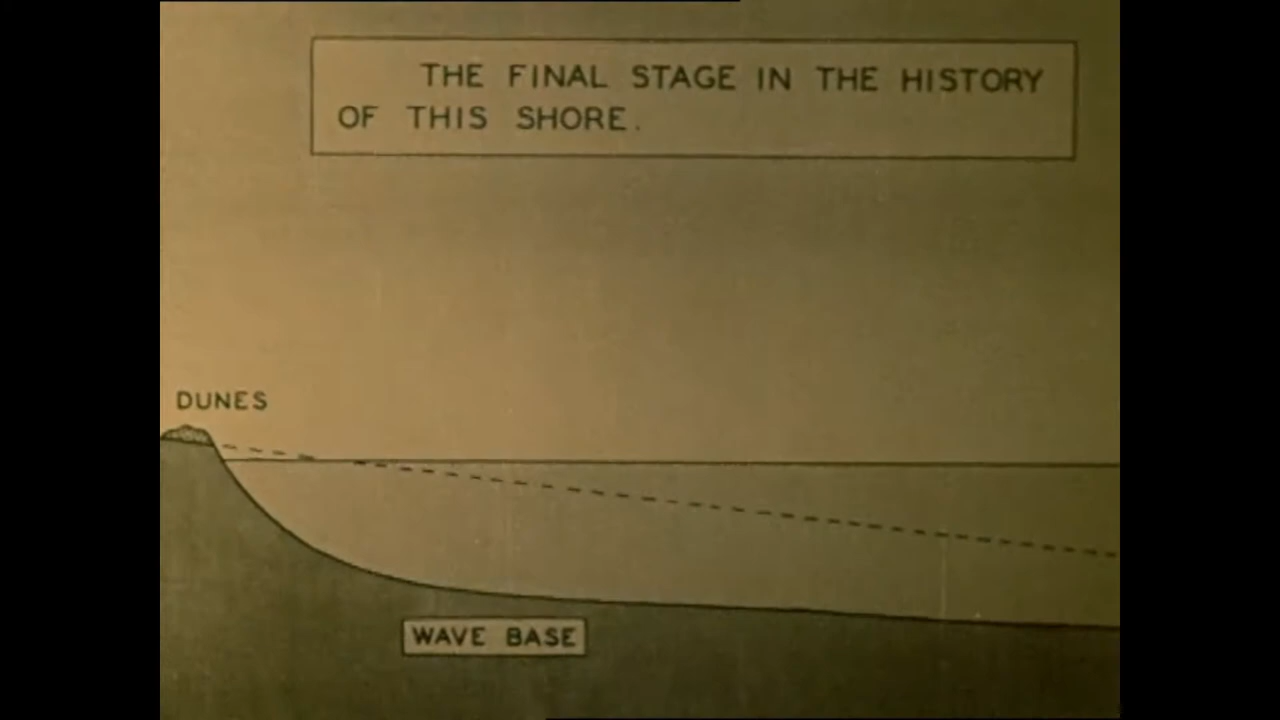 THE FINAL STAGE IN THE HISTORY
OF THIS SHORE.
DUNES
WAVE BASE